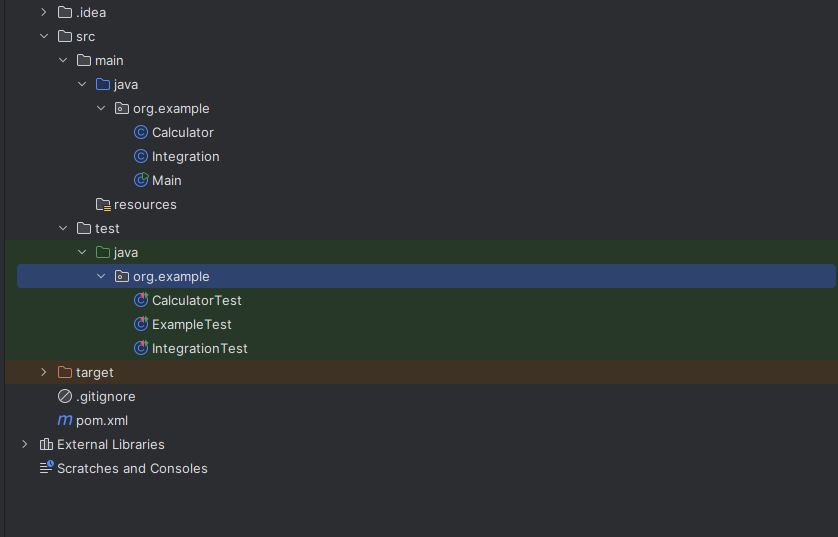 .idea
src
main
java
org.example
Calculator
Integration
Main
resources
test
java
org.example
CalculatorTest
ExampleTest
IntegrationTest
target
.gitignore
pom.xml
External Libraries
Scratches and Consoles